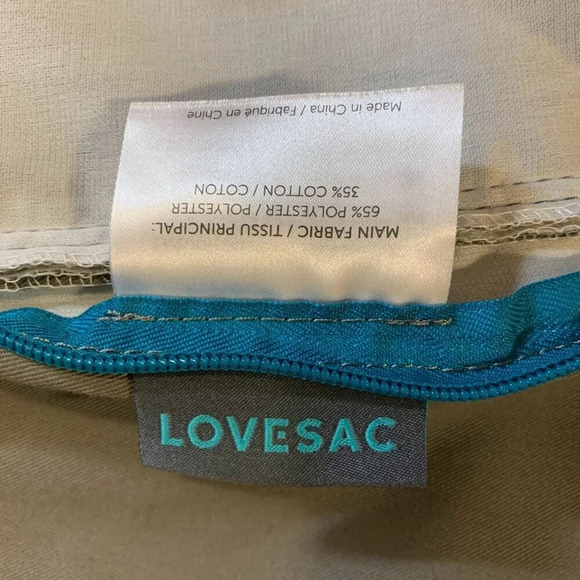 MAIN FABRIC / TISSU PRINCIPAL:
65% POLYESTER / POLYESTER
35% COTTON / COTON
Made in China / Fabriqué en Chine
LOVESAC